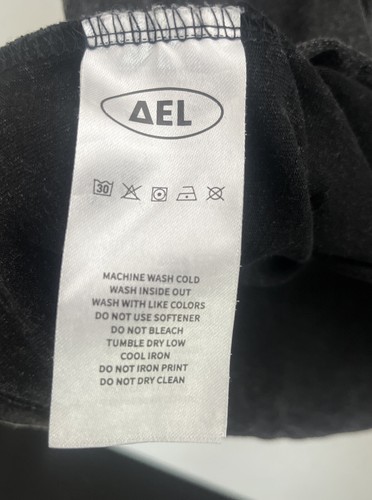 ΔEL
30
MACHINE WASH COLD
WASH INSIDE OUT
WASH WITH LIKE COLORS
DO NOT USE SOFTENER
DO NOT BLEACH
TUMBLE DRY LOW
COOL IRON
DO NOT IRON PRINT
DO NOT DRY CLEAN